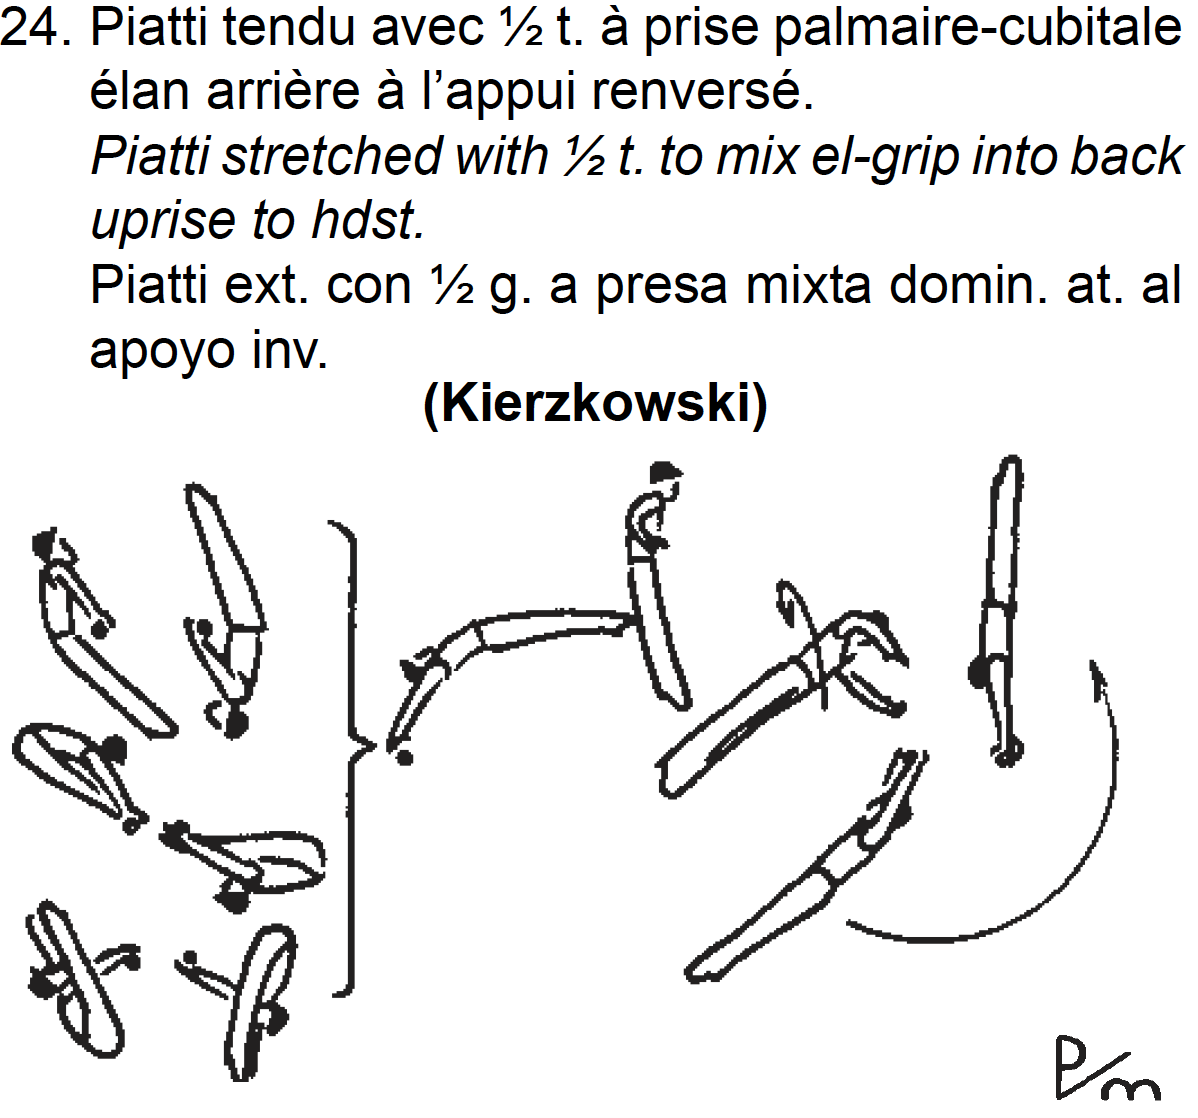 24. Piatti tendu avec ½ t. à prise palmaire-cubitale
élan arrière à l’appui renversé.
Piatti stretched with ½ t. to mix el-grip into back
uprise to hdst.
Piatti ext. con ½ g. a presa mixta domin. at. al
apoyo inv.
(Kierzkowski)
P/m